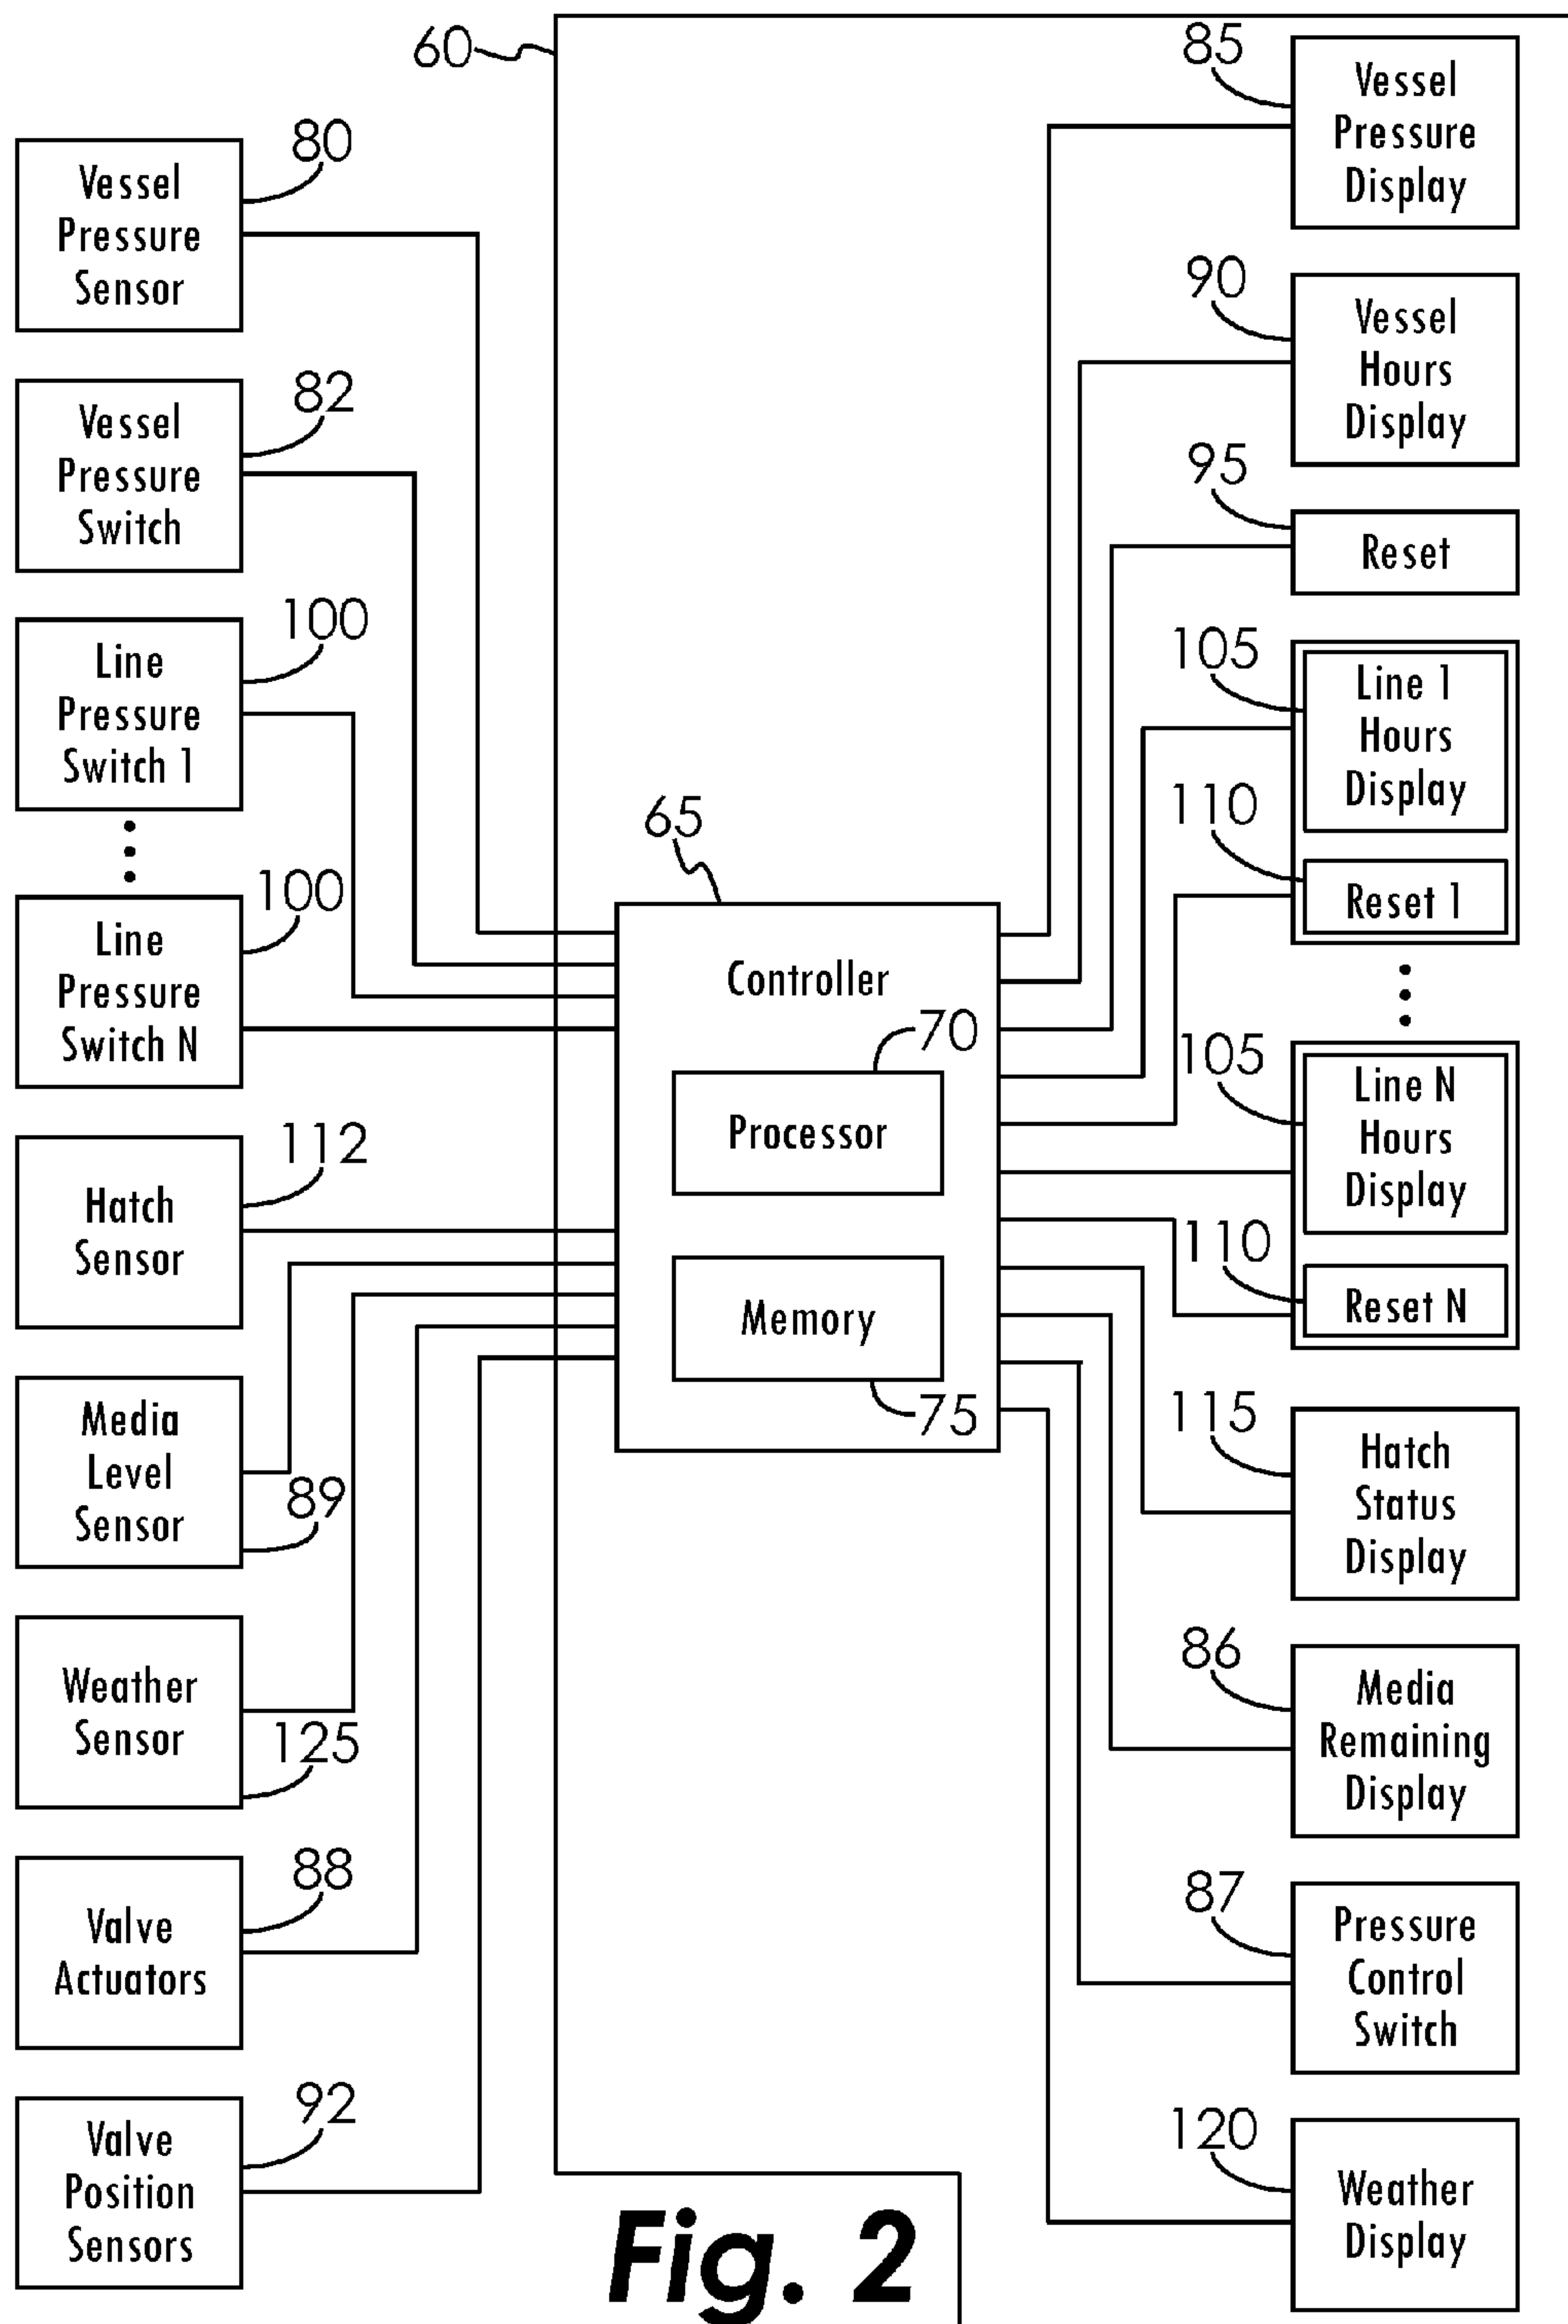 60
80
Vessel
Pressure
Sensor
82
Vessel
Pressure
Switch
100
Line
Pressure
Switch 1
100
Line
Pressure
Switch N
112
Hatch
Sensor
Media
Level
Sensor
89
Weather
Sensor
125
88
Valve
Actuators
92
Valve
Position
Sensors
65
Controller
70
Processor
Memory
75
85
Vessel
Pressure
Display
90
Vessel
Hours
Display
95
Reset
105
Line 1
Hours
Display
110
Reset 1
105
Line N
Hours
Display
110
Reset N
115
Hatch
Status
Display
86
Media
Remaining
Display
87
Pressure
Control
Switch
120
Weather
Display
Fig. 2